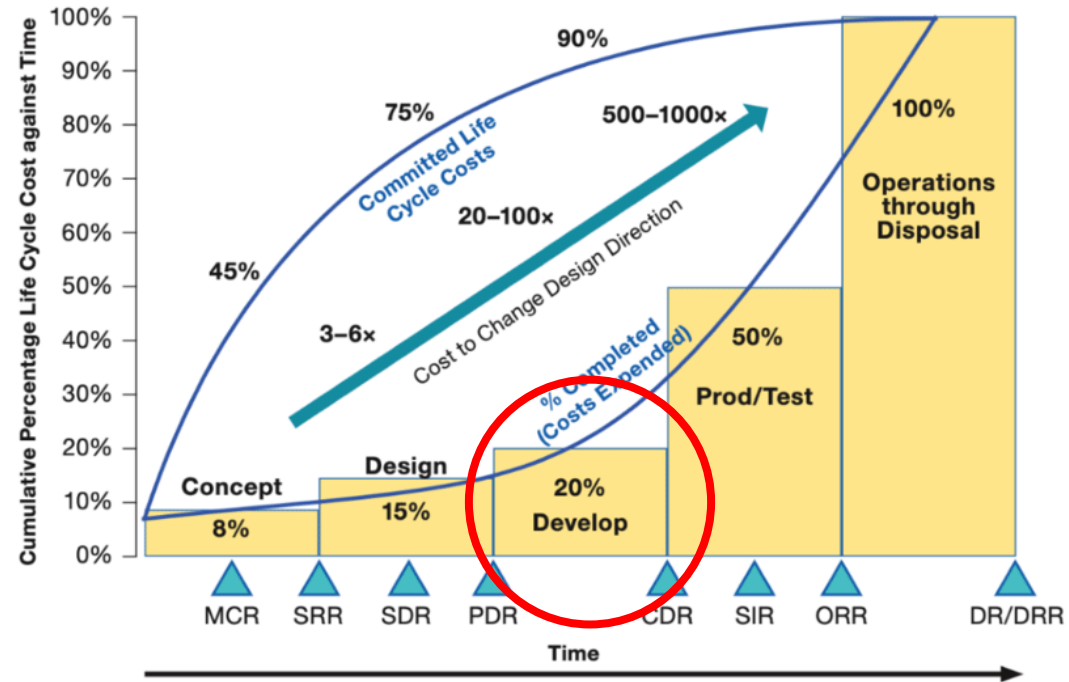 Cumulative Percentage Life Cycle Cost against Time
100%
90%
80%
70%
60%
50%
40%
30%
20%
10%
0%
90%
75%
45%
Committed Life
Cycle Costs
500–1000×
20–100×
3–6×
Cost to Change Design Direction
% Completed
(Costs Expended)
Concept
8%
Design
15%
20%
Develop
50%
Prod/Test
100%
Operations
through
Disposal
MCR
SRR
SDR
PDR
CDR
SIR
ORR
DR/DRR
Time